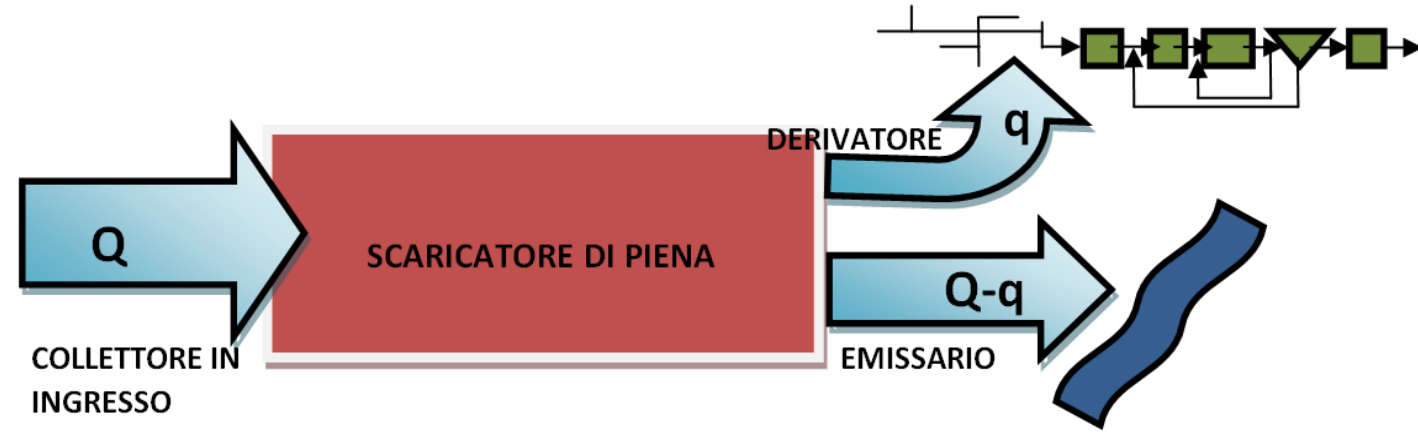 DERIVATORE
q
Q
SCARICATORE DI PIENA
Q-q
COLLETTORE IN
INGRESSO
EMISSARIO